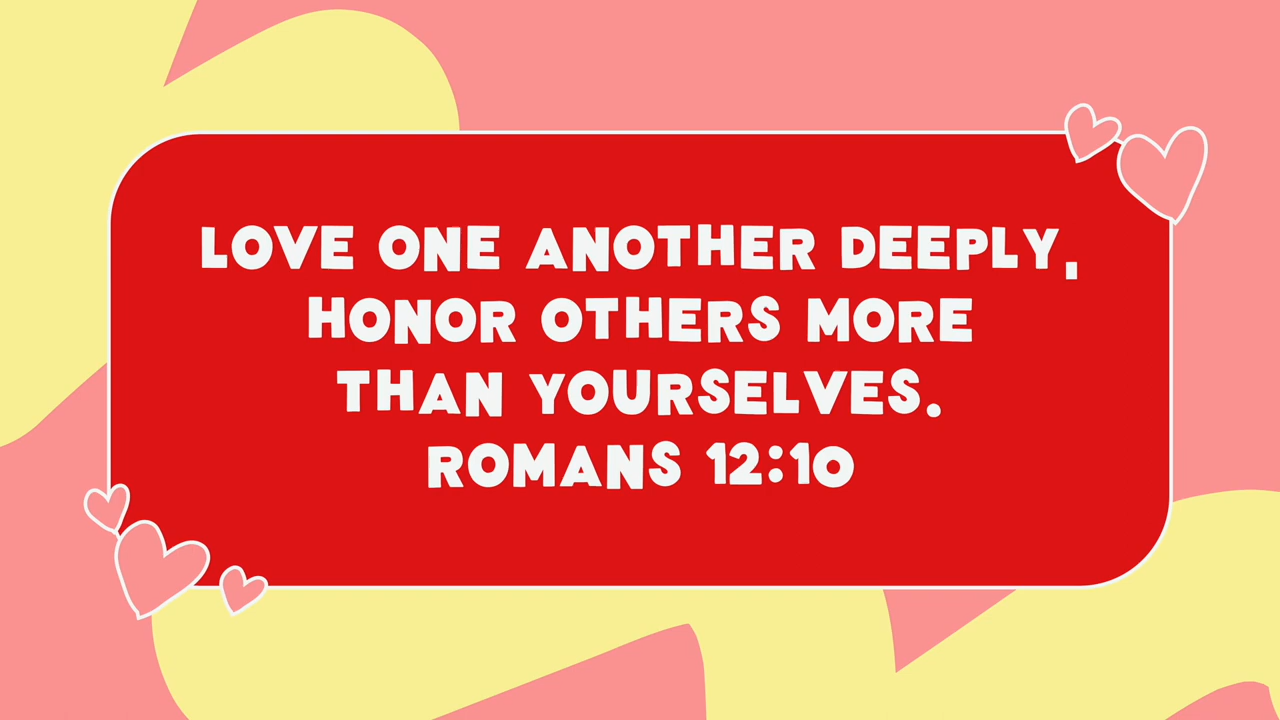 LOVE ONE ANOTHER DEEPLY,
HONOR OTHERS MORE
THAN YOURSELVES.
ROMANS 12:10